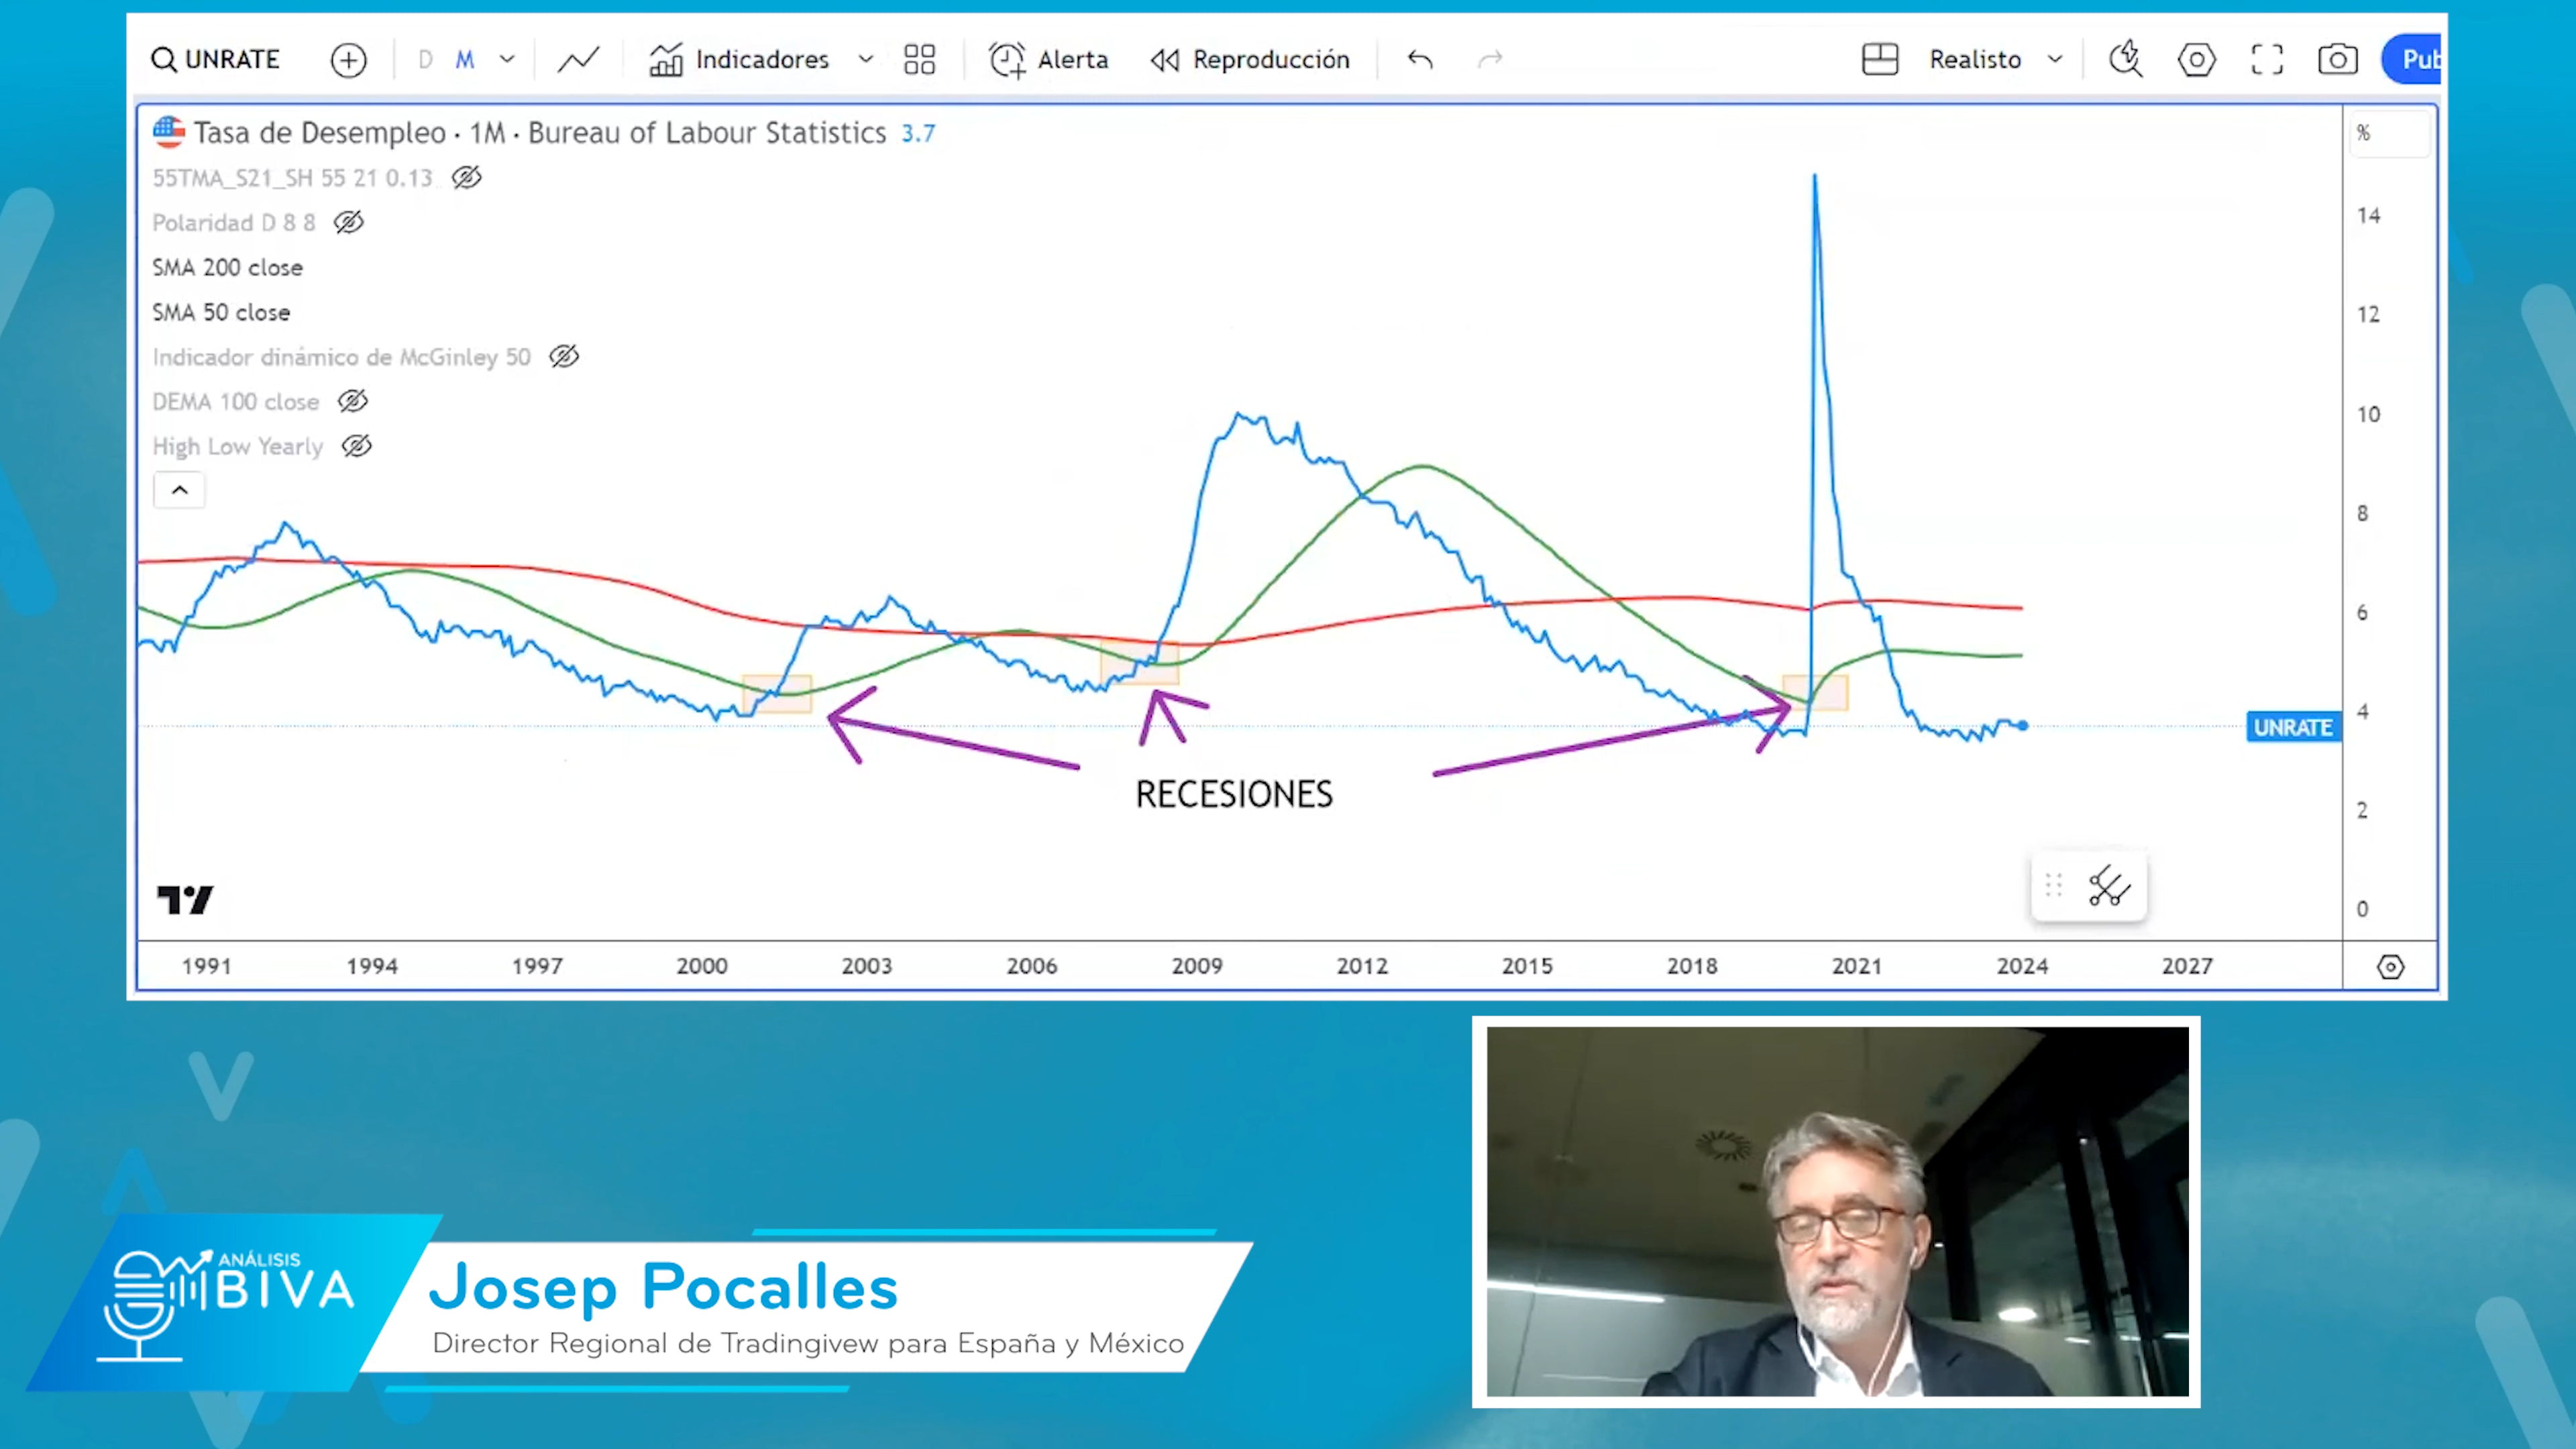 UNRATE D M Indicadores Alerta Reproducción Realisto Pub
Tasa de Desempleo · 1M · Bureau of Labour Statistics 3.7
%
55TMA_S21_SH 55 21 0.13
Polaridad D 8 8
SMA 200 close
SMA 50 close
Indicador dinámico de McGinley 50
DEMA 100 close
High Low Yearly
14
12
10
8
6
4
2
0
UNRATE
RECESIONES
1991 1994 1997 2000 2003 2006 2009 2012 2015 2018 2021 2024 2027
ANÁLISIS
BIVA
Josep Pocalles
Director Regional de Tradingivew para España y México